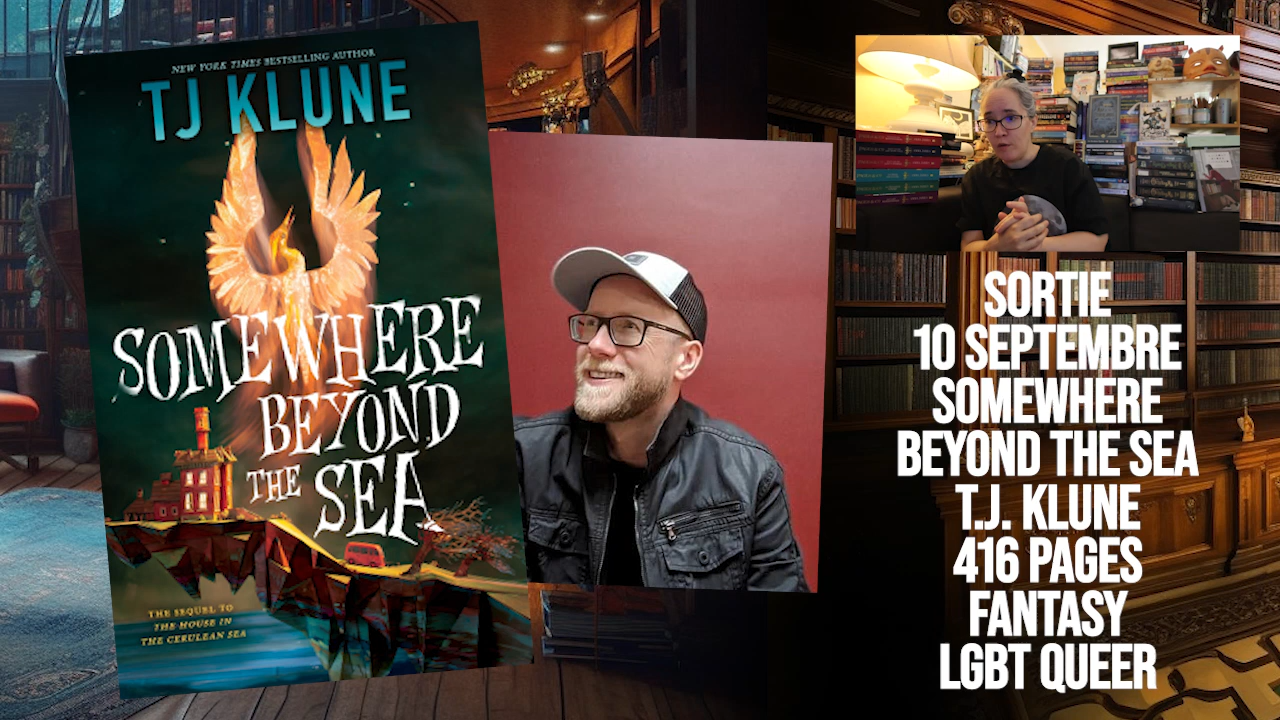 NEW YORK TIMES BESTSELLING AUTHOR
TJ KLUNE
SOMEWHERE
BEYOND
THE SEA
THE SEQUEL TO
THE HOUSE IN
THE CERULEAN SEA
SORTIE
10 SEPTEMBRE
SOMEWHERE
BEYOND THE SEA
T.J. KLUNE
416 PAGES
FANTASY
LGBT QUEER